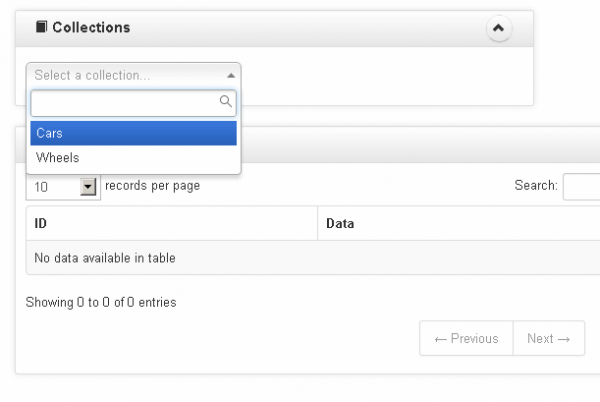 Collections
Select a collection...
Cars
Wheels
10 records per page
Search:
ID Data
No data available in table
Showing 0 to 0 of 0 entries
← Previous Next →